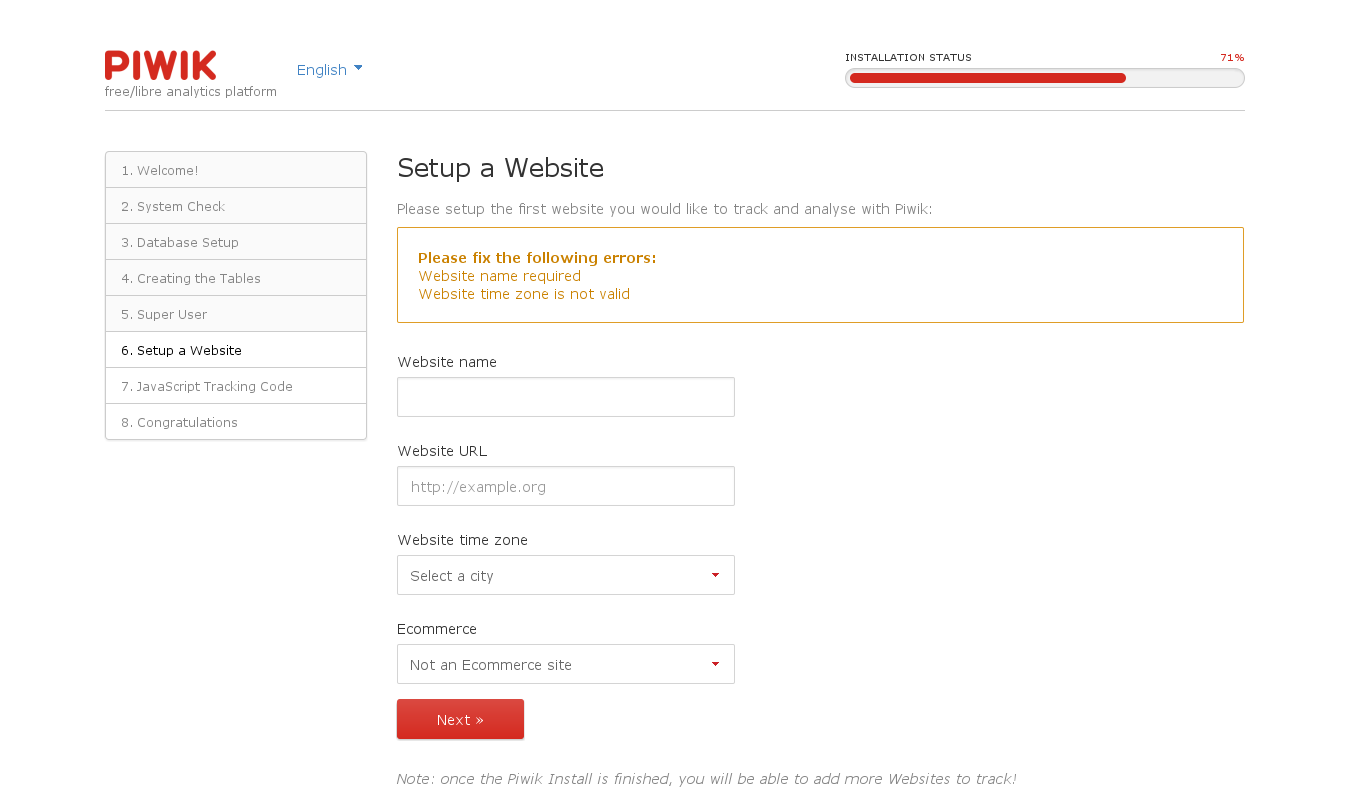 PIWIK
free/libre analytics platform
English
INSTALLATION STATUS 71%
1. Welcome!
2. System Check
3. Database Setup
4. Creating the Tables
5. Super User
6. Setup a Website
7. JavaScript Tracking Code
8. Congratulations
Setup a Website
Please setup the first website you would like to track and analyse with Piwik:
Please fix the following errors:
Website name required
Website time zone is not valid
Website name
Website URL
http://example.org
Website time zone
Select a city
Ecommerce
Not an Ecommerce site
Next »
Note: once the Piwik Install is finished, you will be able to add more Websites to track!